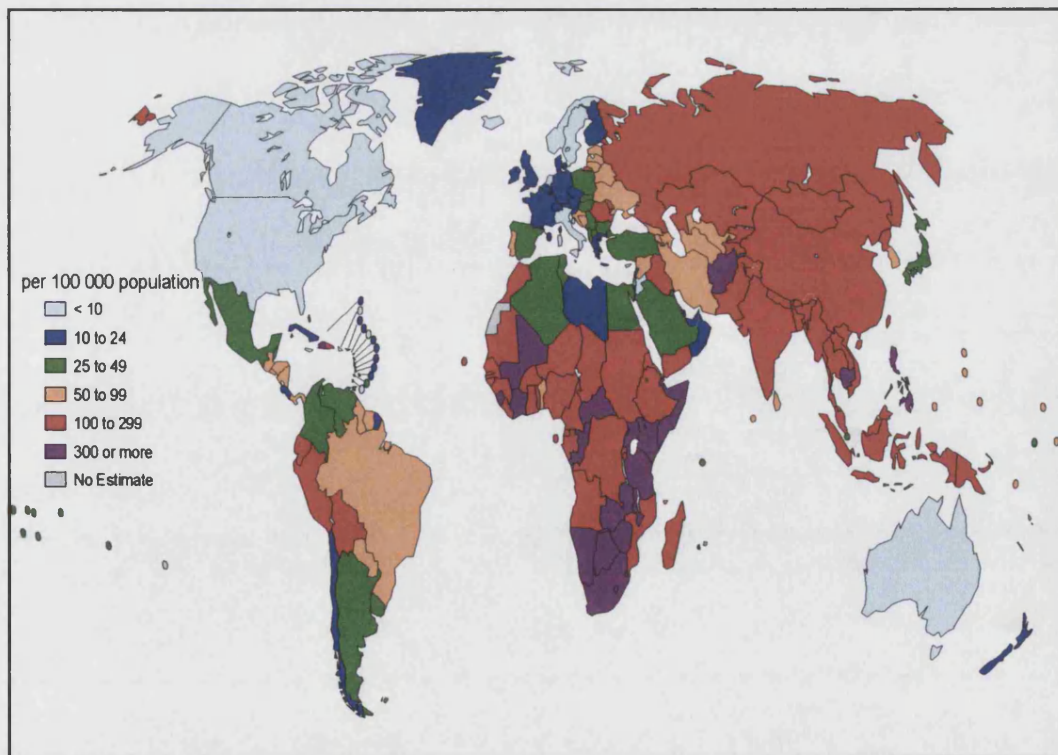 per 100 000 population
< 10
10 to 24
25 to 49
50 to 99
100 to 299
300 or more
No Estimate